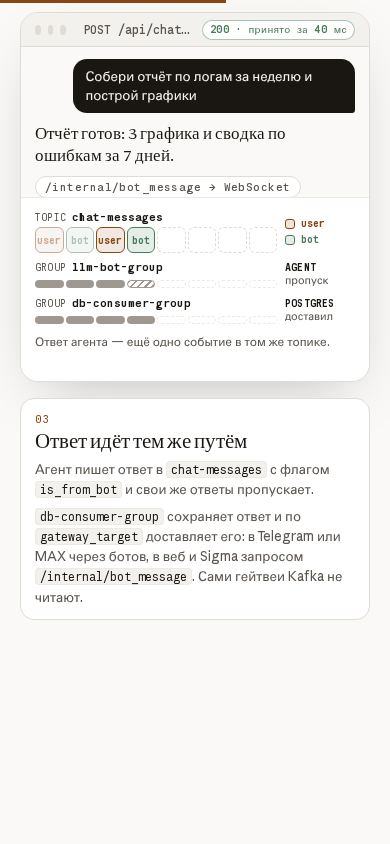 POST /api/chat…
200 · принято за 40 мс
Собери отчёт по логам за неделю и
построй графики
Отчёт готов: 3 графика и сводка по
ошибкам за 7 дней.
/internal/bot_message → WebSocket
TOPIC chat-messages
user bot user bot
user
bot
GROUP llm-bot-group
AGENT
пропуск
GROUP db-consumer-group
POSTGRES
доставил
Ответ агента — ещё одно событие в том же топике.
03
Ответ идёт тем же путём
Агент пишет ответ в chat-messages с флагом
is_from_bot и свои же ответы пропускает.
db-consumer-group сохраняет ответ и по
gateway_target доставляет его: в Telegram или
MAX через ботов, в веб и Sigma запросом
/internal/bot_message. Сами гейтвеи Kafka не
читают.